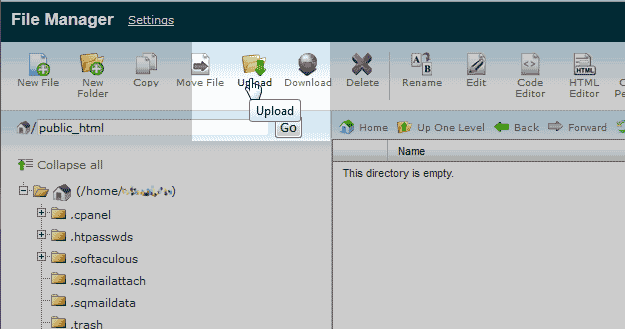 File Manager Settings
New File New Folder Copy Move File Upload Download Delete Rename Edit Code Editor HTML Editor
Upload
/ public_html Go
Home Up One Level Back Forward
Collapse all
Name
This directory is empty.
(/home/ )
.cpanel
.htpasswds
.softaculous
.sqmailattach
.sqmaildata
.trash